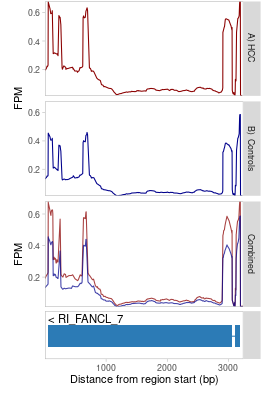 0.6
0.4
0.2
A) HCC
FPM
0.6
0.4
0.2
B) Controls
0.6
0.4
0.2
FPM
Combined
< RI_FANCL_7
1000
2000
3000
Distance from region start (bp)